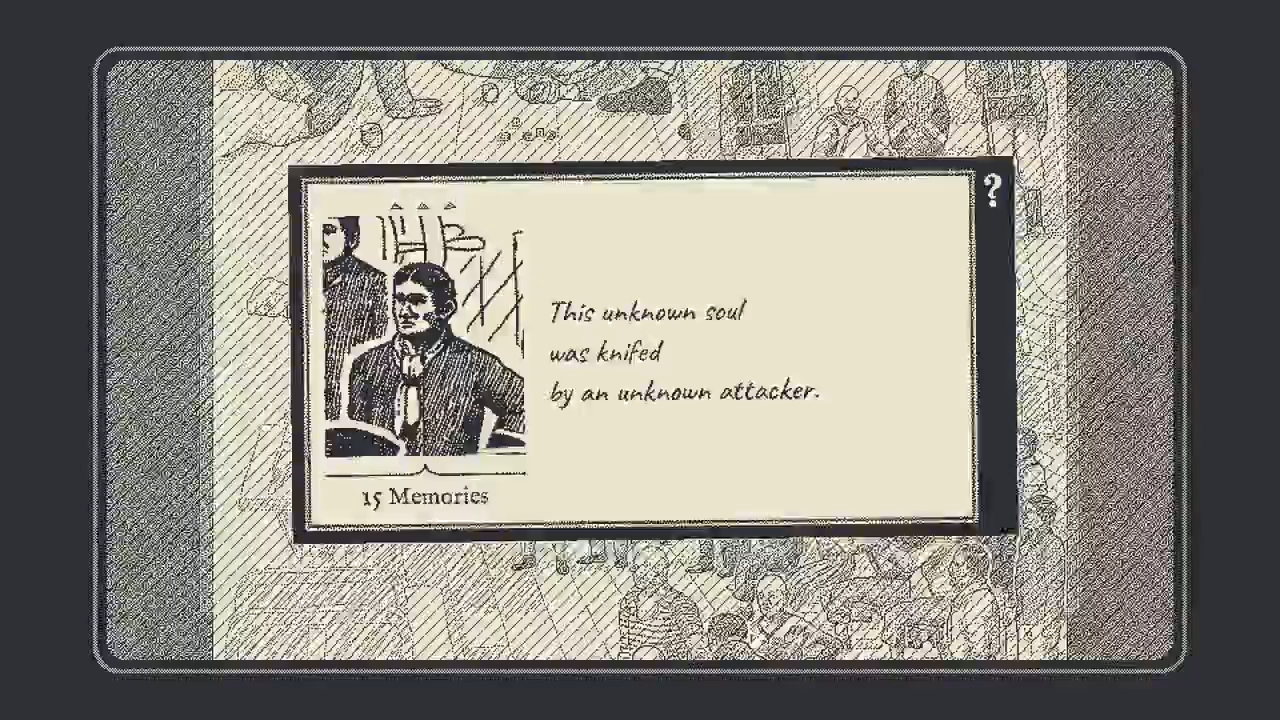 ?
This unknown soul
was knifed
by an unknown attacker.
15 Memories